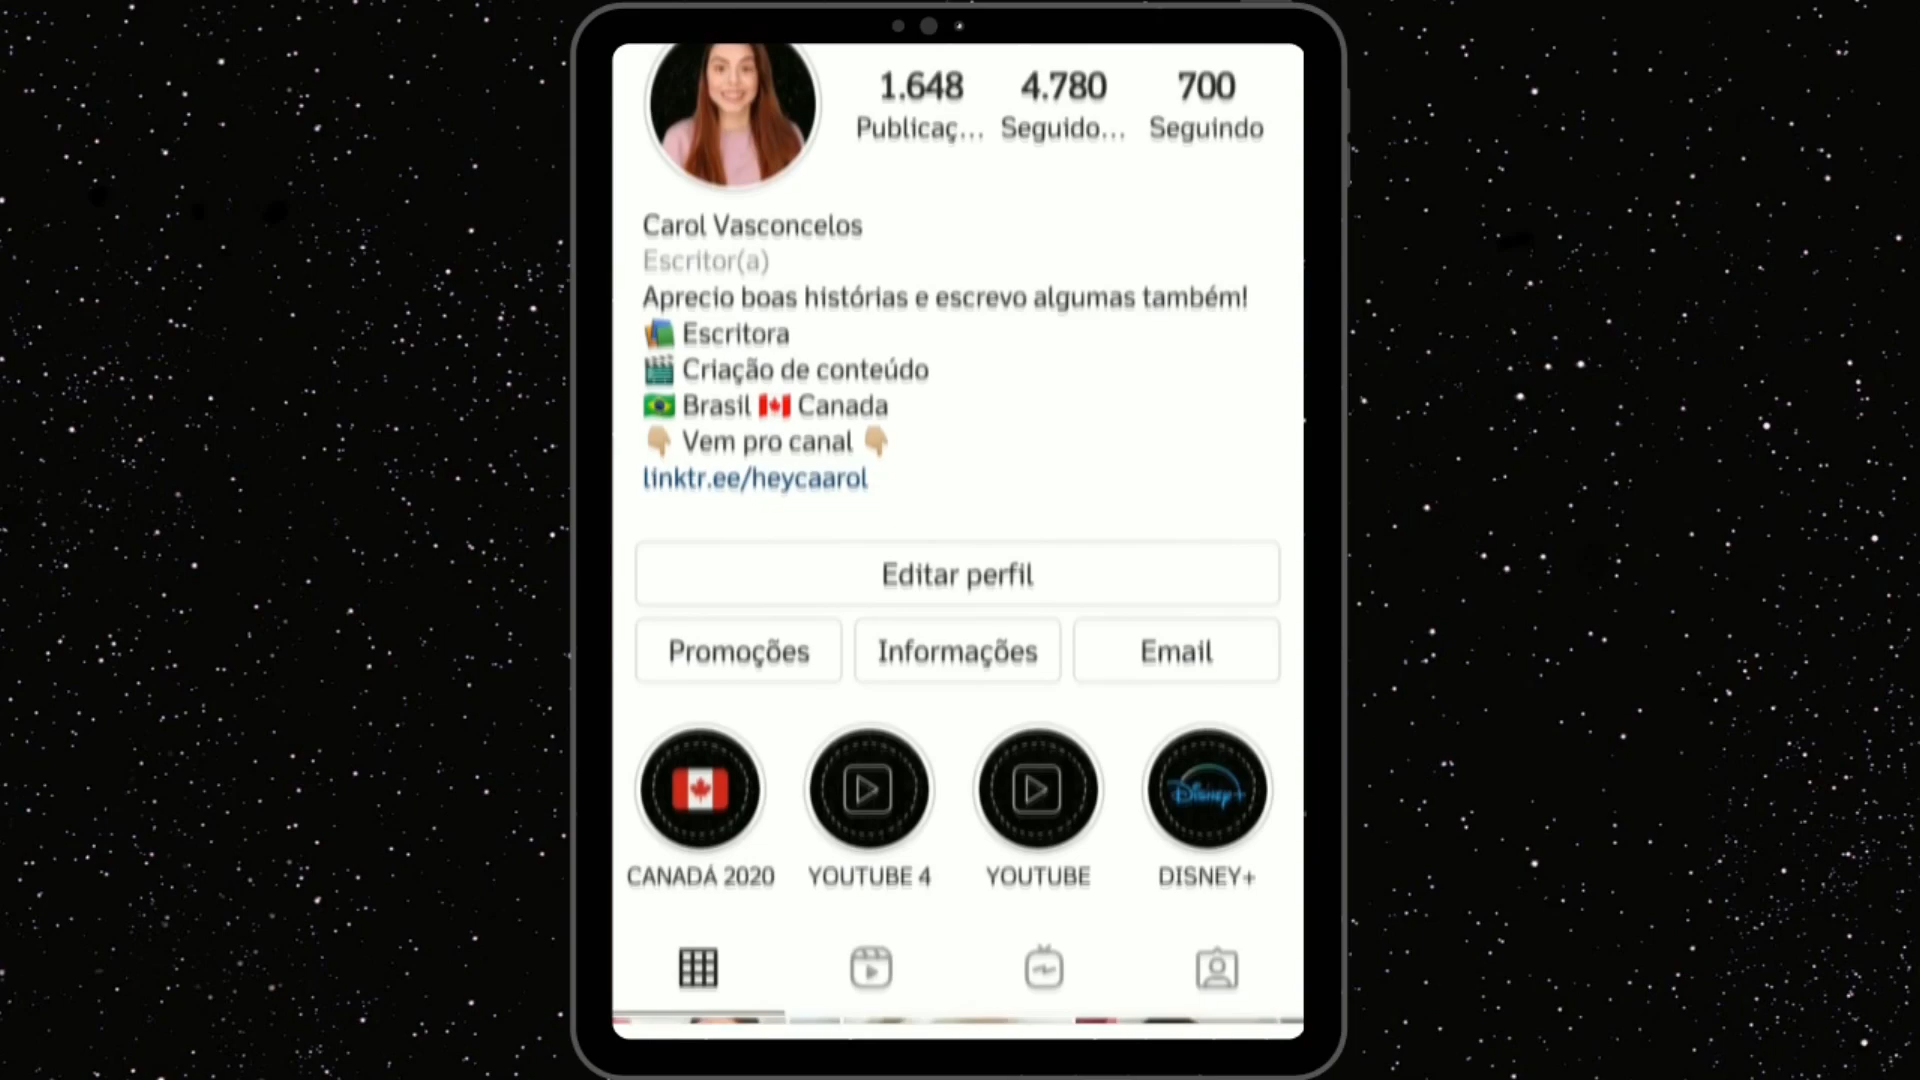 1.648 4.780 700
Publicaç... Seguido... Seguindo
Carol Vasconcelos
Escritor(a)
Aprecio boas histórias e escrevo algumas também!
Escritora
Criação de conteúdo
Brasil Canada
Vem pro canal
linktr.ee/heycaarol
Editar perfil
Promoções Informações Email
Disney+
CANADÁ 2020 YOUTUBE 4 YOUTUBE DISNEY+